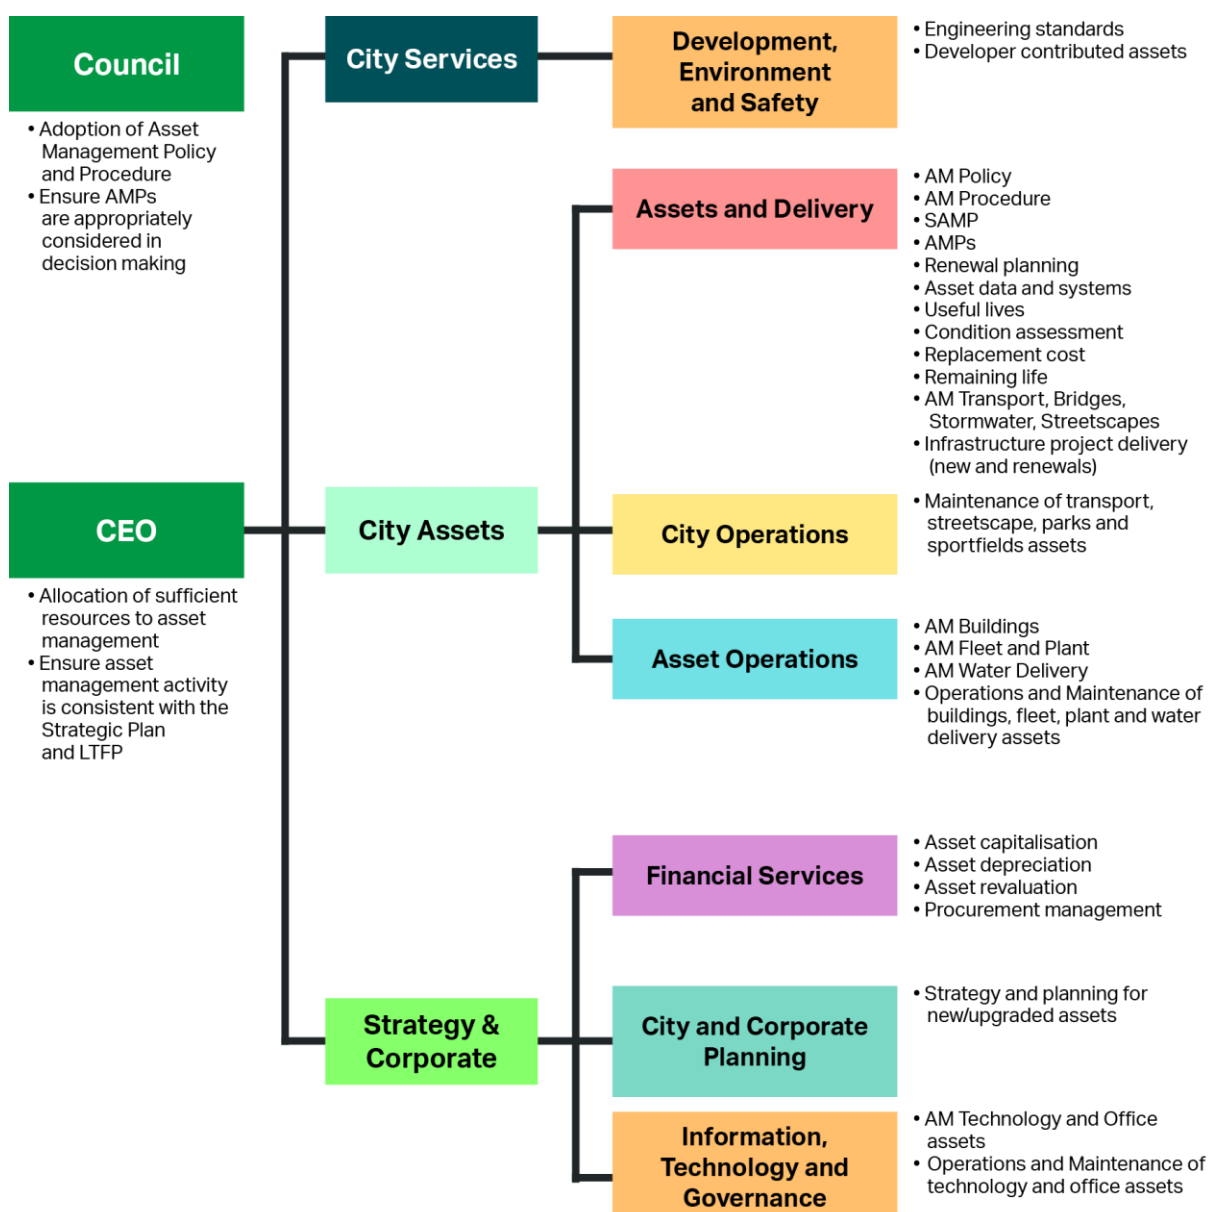 Council
• Adoption of Asset
Management Policy
and Procedure
• Ensure AMPs
are appropriately
considered in
decision making
CEO
• Allocation of sufficient
resources to asset
management
• Ensure asset
management activity
is consistent with the
Strategic Plan
and LTFP
City Services
Development,
Environment
and Safety
• Engineering standards
• Developer contributed assets
City Assets
Assets and Delivery
• AM Policy
• AM Procedure
• SAMP
• AMPs
• Renewal planning
• Asset data and systems
• Useful lives
• Condition assessment
• Replacement cost
• Remaining life
• AM Transport, Bridges,
Stormwater, Streetscapes
• Infrastructure project delivery
(new and renewals)
City Operations
• Maintenance of transport,
streetscape, parks and
sportfields assets
Asset Operations
• AM Buildings
• AM Fleet and Plant
• AM Water Delivery
• Operations and Maintenance of
buildings, fleet, plant and water
delivery assets
Strategy &
Corporate
Financial Services
• Asset capitalisation
• Asset depreciation
• Asset revaluation
• Procurement management
City and Corporate
Planning
• Strategy and planning for
new/upgraded assets
Information,
Technology and
Governance
• AM Technology and Office
assets
• Operations and Maintenance of
technology and office assets